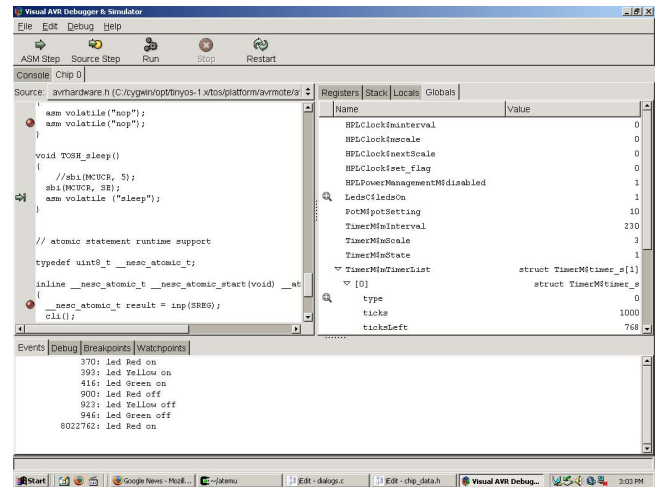 Visual AVR Debugger & Simulator
File Edit Debug Help
ASM Step Source Step Run Stop Restart
Console Chip 0
Source: avrhardware.h (C:/cygwin/opt/tinyos-1.x/tos/platform/avrmote/a
Registers Stack Locals Globals
{
asm volatile("nop");
asm volatile("nop");
}
void TOSH_sleep()
{
//sbi(MCUCR, 5);
sbi(MCUCR, SE);
asm volatile ("sleep");
}
// atomic statement runtime support
typedef uint8_t __nesc_atomic_t;
inline __nesc_atomic_t __nesc_atomic_start(void) __at
{
__nesc_atomic_t result = inp(SREG);
cli();
Name Value
HPLClock$minterval 0
HPLClock$mscale 0
HPLClock$nextScale 0
HPLClock$set_flag 0
HPLPowerManagementM$disabled 1
LedsC$ledsOn 1
PotM$potSetting 10
TimerM$mInterval 230
TimerM$mScale 3
TimerM$mState 1
TimerM$mTimerList struct TimerM$timer_s[1]
[0] struct TimerM$timer_s
type 0
ticks 1000
ticksLeft 768
Events Debug Breakpoints Watchpoints
370: led Red on
393: led Yellow on
416: led Green on
900: led Red off
923: led Yellow off
946: led Green off
8022762: led Red on
Start Google News - Mozill... ~/atemu jEdit - dialogs.c jEdit - chip_data.h Visual AVR Debug... 3:03 PM